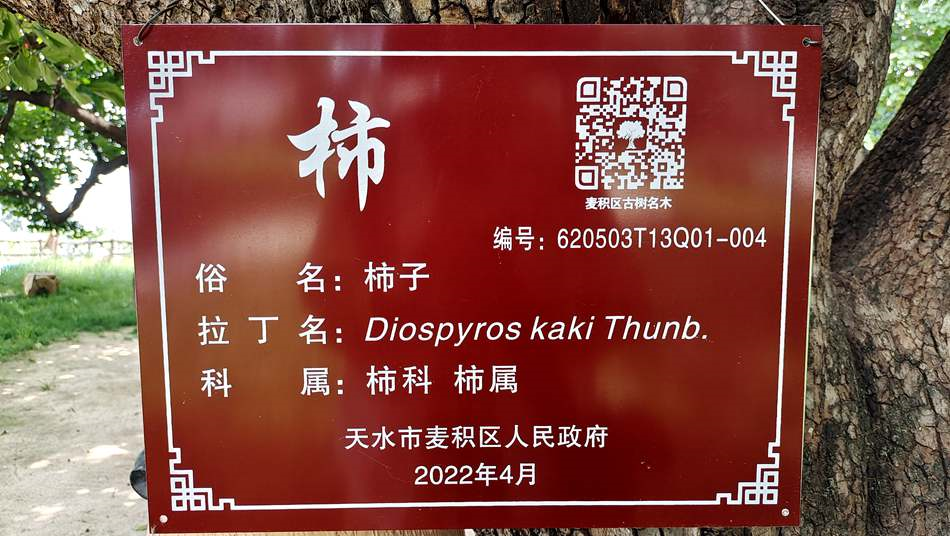 柿
麦积区古树名木
编号：620503T13Q01-004
俗 名：柿子
拉丁名：Diospyros kaki Thunb.
科 属：柿科 柿属
天水市麦积区人民政府
2022年4月